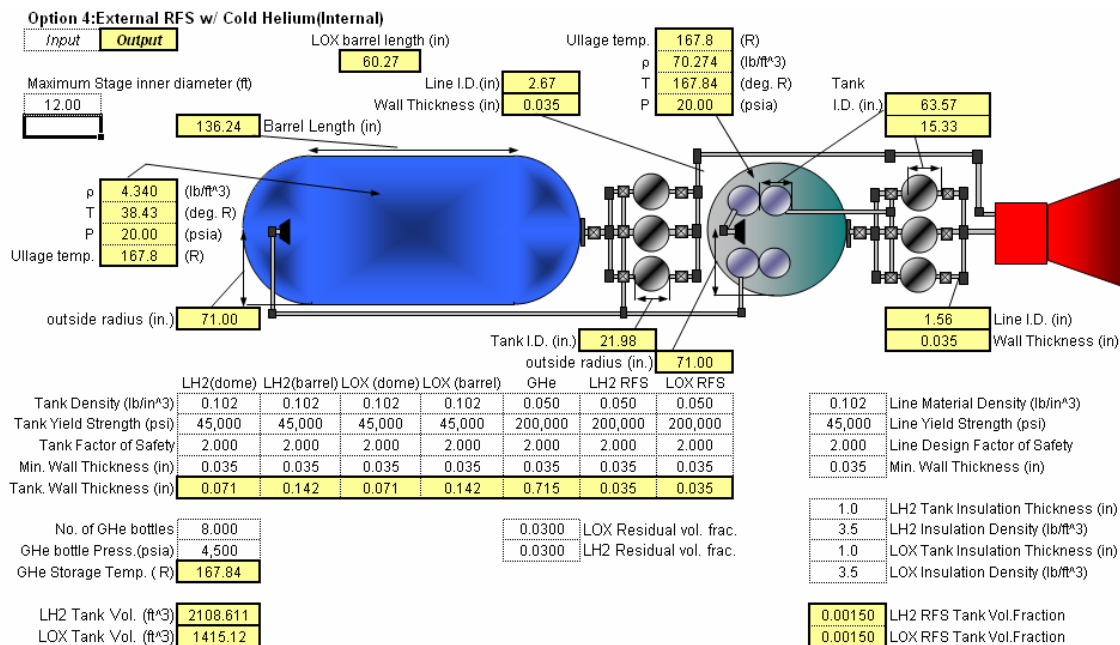 Option 4:External RFS w/ Cold Helium(Internal)
Input Output
LOX barrel length (in)
60.27
Ullage temp. 167.8 (R)
ρ 70.274 (lb/ft^3)
T 167.84 (deg. R)
P 20.00 (psia)
Line I.D.(in) 2.67
Wall Thickness (in) 0.035
Tank
I.D. (in.) 63.57
15.33
Maximum Stage inner diameter (ft)
12.00
136.24 Barrel Length (in)
ρ 4.340 (lb/ft^3)
T 38.43 (deg. R)
P 20.00 (psia)
Ullage temp. 167.8 (R)
outside radius (in.) 71.00
Tank I.D. (in.) 21.98
outside radius (in.) 71.00
1.56 Line I.D. (in)
0.035 Wall Thickness (in)
LH2(dome) LH2(barrel) LOX (dome) LOX (barrel) GHe LH2 RFS LOX RFS
Tank Density (lb/in^3) 0.102 0.102 0.102 0.102 0.050 0.050 0.050
Tank Yield Strength (psi) 45,000 45,000 45,000 45,000 200,000 200,000 200,000
Tank Factor of Safety 2.000 2.000 2.000 2.000 2.000 2.000 2.000
Min. Wall Thickness (in) 0.035 0.035 0.035 0.035 0.035 0.035 0.035
Tank. Wall Thickness (in) 0.071 0.142 0.071 0.142 0.715 0.035 0.035
0.102 Line Material Density (lb/in^3)
45,000 Line Yield Strength (psi)
2.000 Line Design Factor of Safety
0.035 Min. Wall Thickness (in)
No. of GHe bottles 8.000
GHe bottle Press.(psia) 4,500
GHe Storage Temp. ( R) 167.84
0.0300 LOX Residual vol. frac.
0.0300 LH2 Residual vol. frac.
1.0 LH2 Tank Insulation Thickness (in)
3.5 LH2 Insulation Density (lb/ft^3)
1.0 LOX Tank Insulation Thickness (in)
3.5 LOX Insulation Density (lb/ft^3)
LH2 Tank Vol. (ft^3) 2108.611
LOX Tank Vol. (ft^3) 1415.12
0.00150 LH2 RFS Tank Vol.Fraction
0.00150 LOX RFS Tank Vol.Fraction